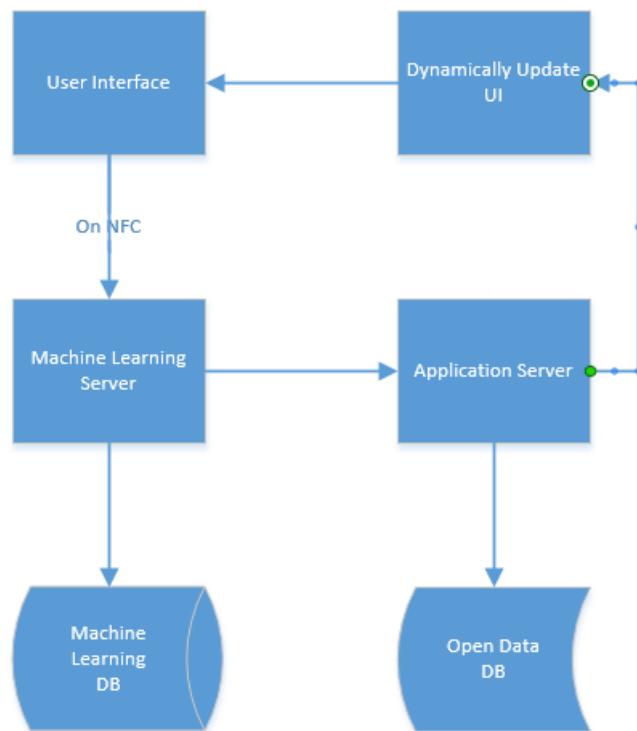 User Interface
Dynamically Update
UI
On NFC
Machine Learning
Server
Application Server
Machine
Learning
DB
Open Data
DB